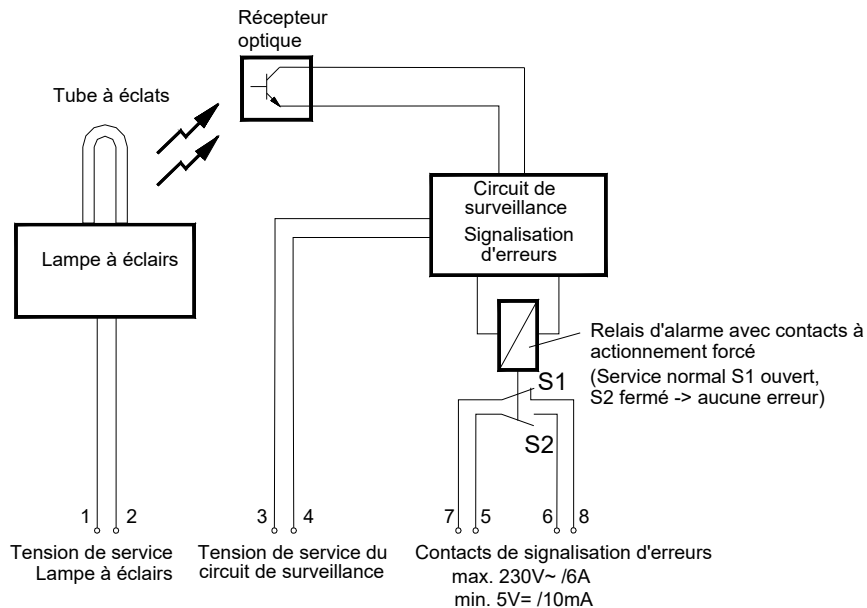 Récepteur
optique
Tube à éclats
Lampe à éclairs
Circuit de
surveillance
Signalisation
d'erreurs
Relais d'alarme avec contacts à
actionnement forcé
(Service normal S1 ouvert,
S2 fermé -> aucune erreur)
S1
S2
1 2
3 4
7 5 6 8
Tension de service
Lampe à éclairs
Tension de service du
circuit de surveillance
Contacts de signalisation d'erreurs
max. 230V~ /6A
min. 5V= /10mA